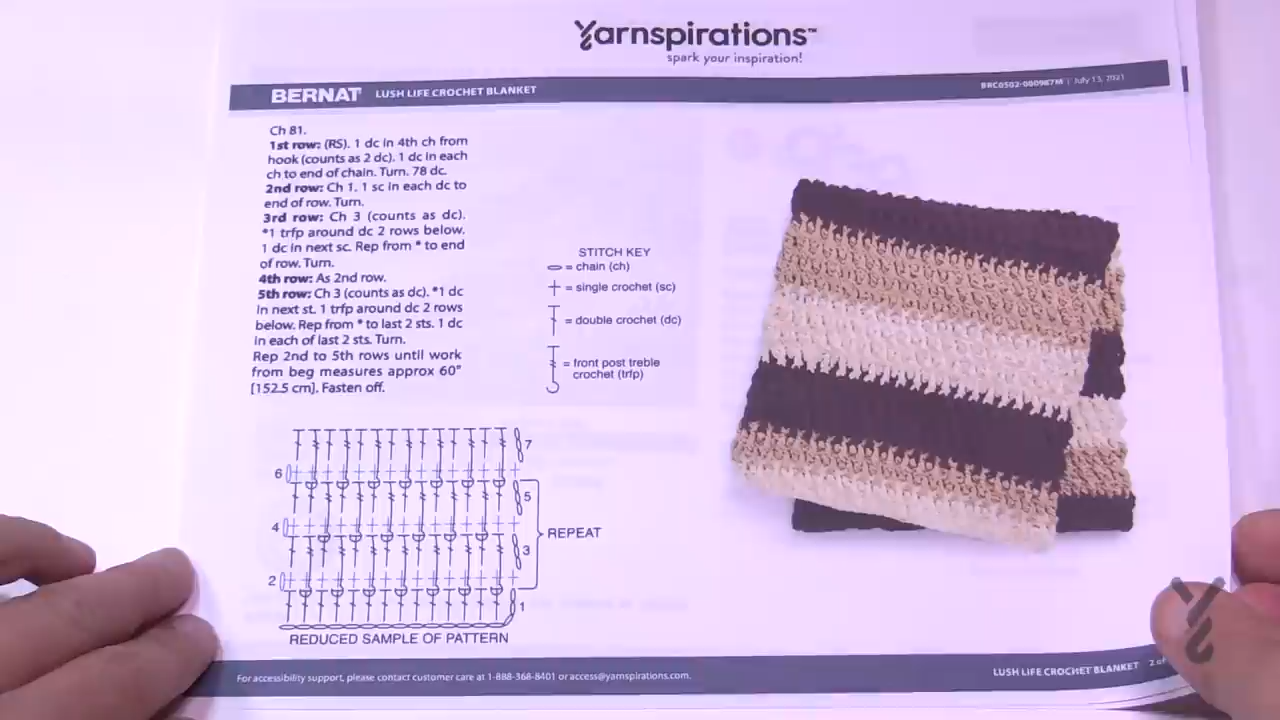 Yarnspirations™
spark your inspiration!
BERNAT LUSH LIFE CROCHET BLANKET
BRC0502-000987M | July 15, 2021
Ch 81.
1st row: (RS). 1 dc in 4th ch from
hook (counts as 2 dc). 1 dc in each
ch to end of chain. Turn. 78 dc.
2nd row: Ch 1. 1 sc in each dc to
end of row. Turn.
3rd row: Ch 3 (counts as dc).
*1 trfp around dc 2 rows below.
1 dc in next sc. Rep from * to end
of row. Turn.
4th row: As 2nd row.
5th row: Ch 3 (counts as dc). *1 dc
in next st. 1 trfp around dc 2 rows
below. Rep from * to last 2 sts. 1 dc
in each of last 2 sts. Turn.
Rep 2nd to 5th rows until work
from beg measures approx 60"
[152.5 cm]. Fasten off.
STITCH KEY
= chain (ch)
= single crochet (sc)
= double crochet (dc)
= front post treble
crochet (trfp)
7
6
5
4
REPEAT
3
2
1
REDUCED SAMPLE OF PATTERN
For accessibility support, please contact customer care at 1-888-368-8401 or access@yarnspirations.com.
LUSH LIFE CROCHET BLANKET 2 of